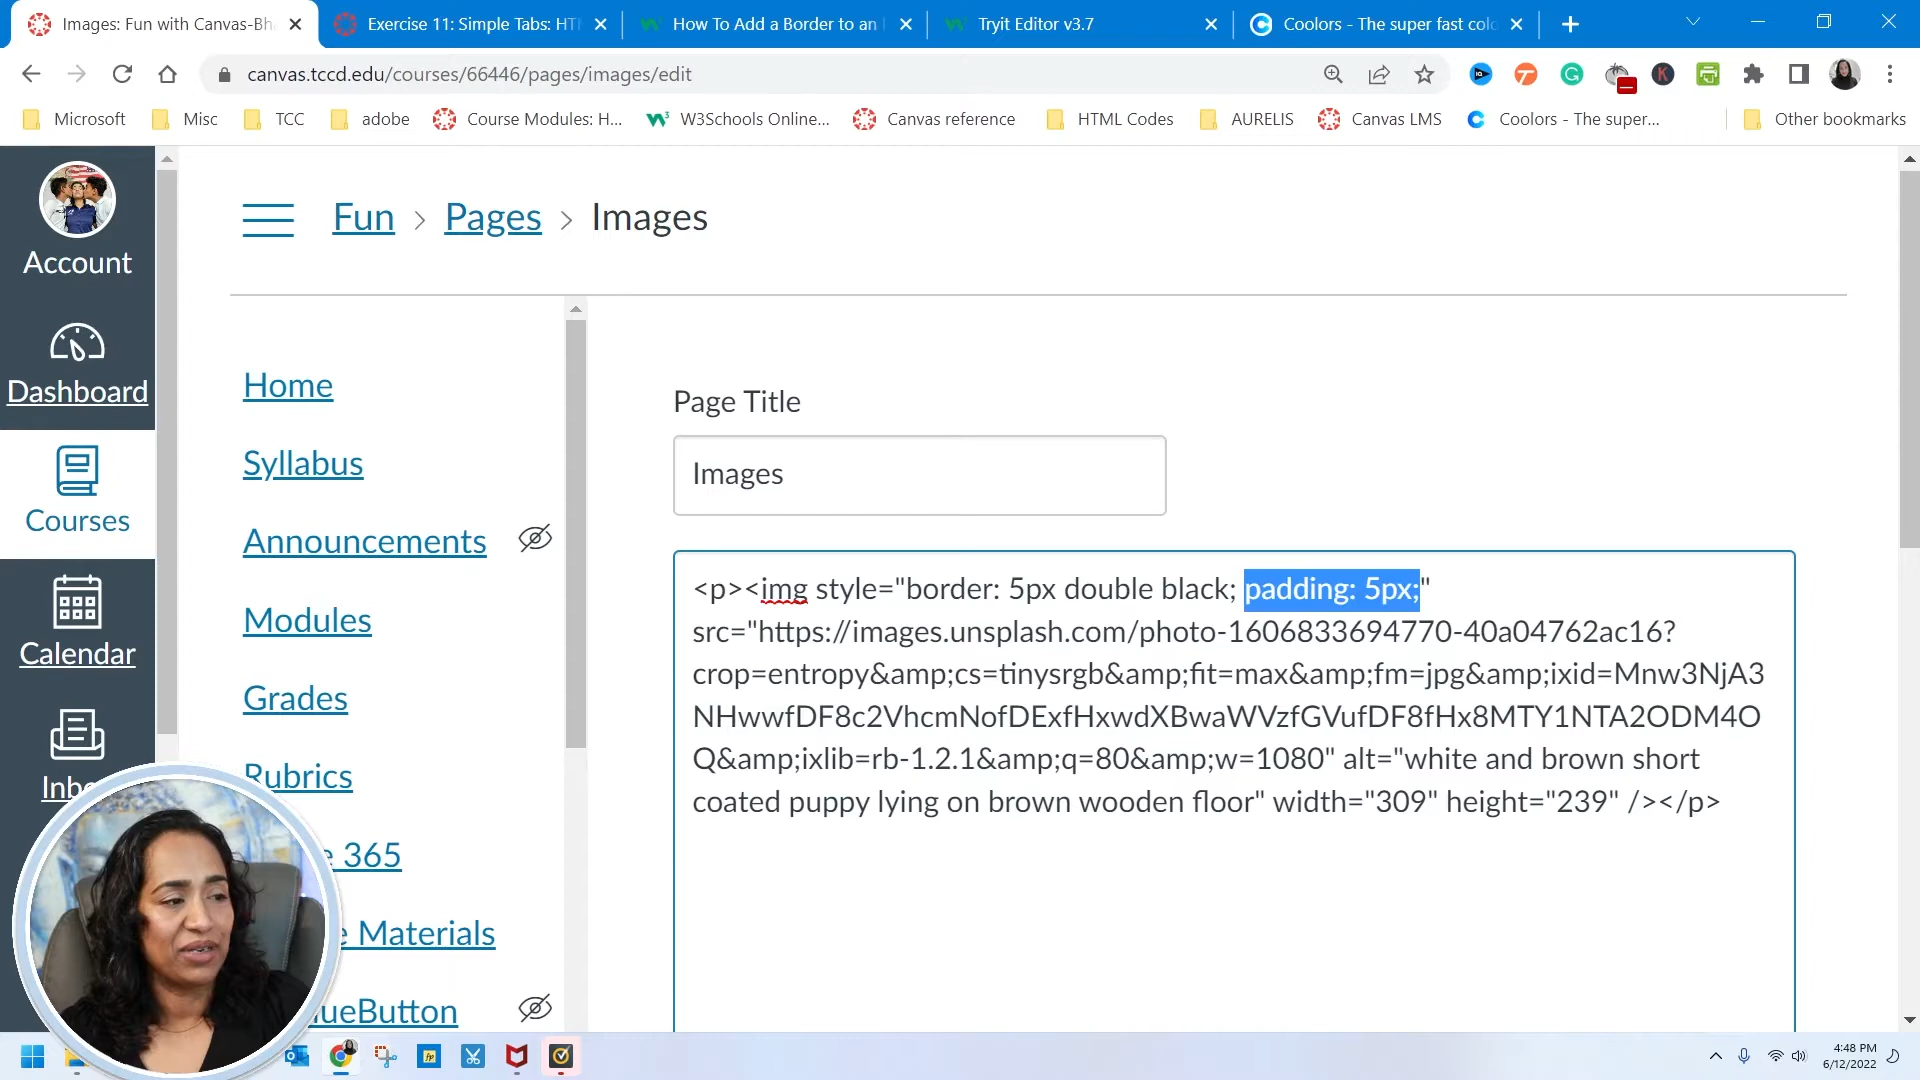 Images: Fun with Canvas-Bha
Exercise 11: Simple Tabs: HTI
How To Add a Border to an
Tryit Editor v3.7
Coolors - The super fast colo
canvas.tccd.edu/courses/66446/pages/images/edit
Microsoft
Misc
TCC
adobe
Course Modules: H...
W3Schools Online...
Canvas reference
HTML Codes
AURELIS
Canvas LMS
Coolors - The super...
Other bookmarks
Account
Dashboard
Courses
Calendar
Inbo
Fun > Pages > Images
Home
Syllabus
Announcements
Modules
Grades
Rubrics
e 365
e Materials
lueButton
Page Title
Images
<p><img style="border: 5px double black; padding: 5px;"
src="https://images.unsplash.com/photo-1606833694770-40a04762ac16?
crop=entropy&amp;cs=tinysrgb&amp;fit=max&amp;fm=jpg&amp;ixid=Mnw3NjA3
NHwwfDF8c2VhcmNofDExfHxwdXBwaWVzfGVufDF8fHx8MTY1NTA2ODM4O
Q&amp;ixlib=rb-1.2.1&amp;q=80&amp;w=1080" alt="white and brown short
coated puppy lying on brown wooden floor" width="309" height="239" /></p>
4:48 PM
6/12/2022